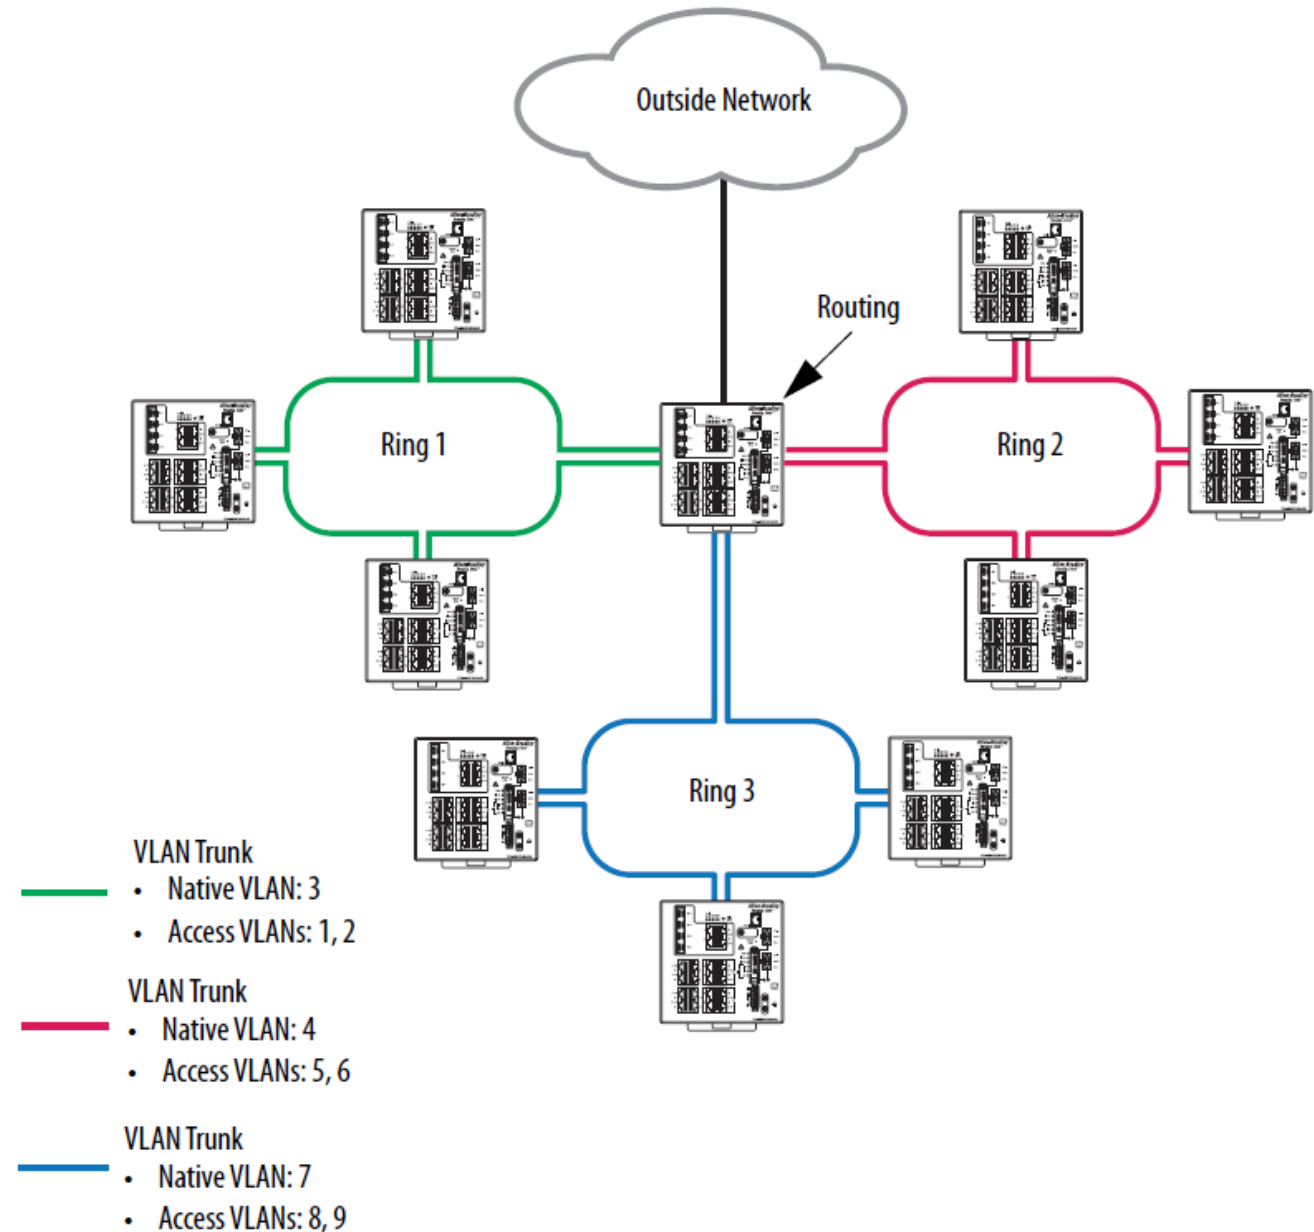 Outside Network
Routing
Ring 1
Ring 2
Ring 3
VLAN Trunk
• Native VLAN: 3
• Access VLANs: 1, 2
VLAN Trunk
• Native VLAN: 4
• Access VLANs: 5, 6
VLAN Trunk
• Native VLAN: 7
• Access VLANs: 8, 9